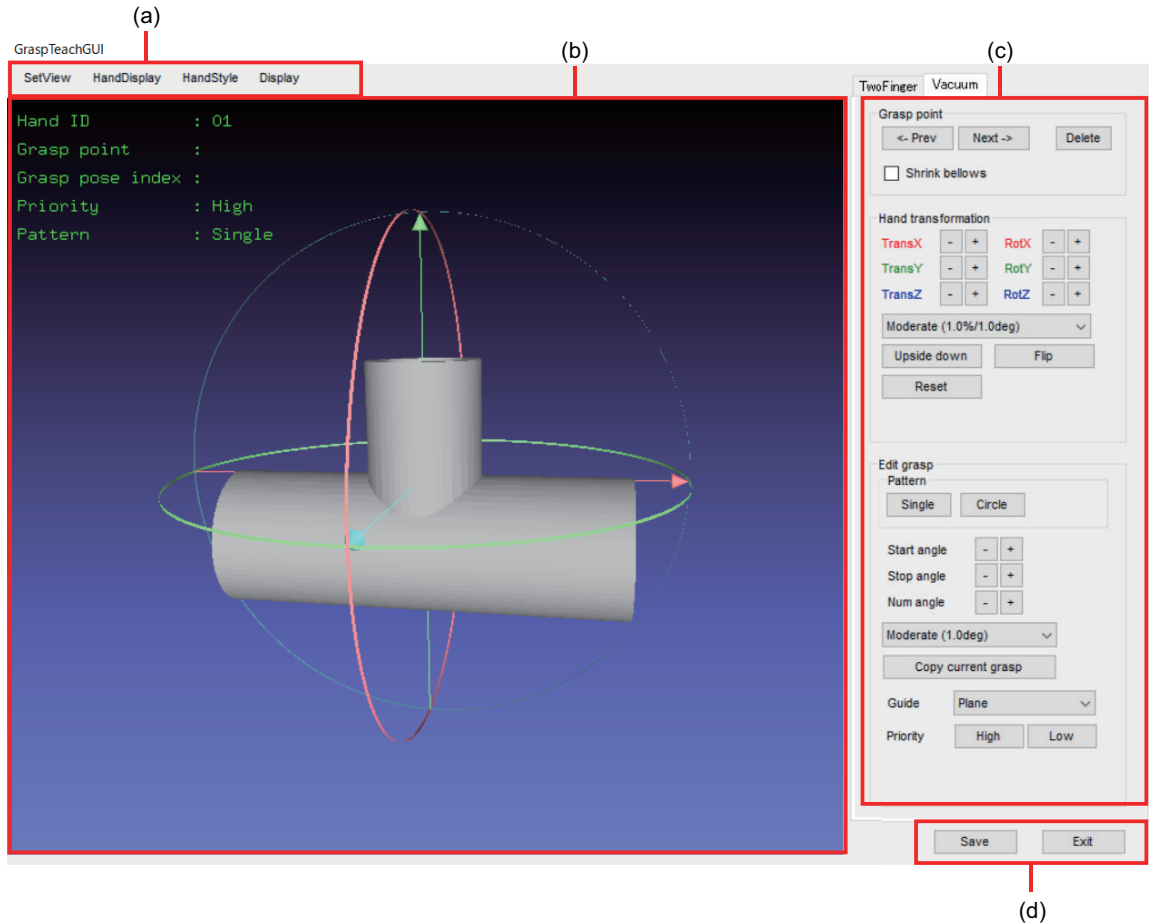 (a)
GraspTeachGUI
(b)
(c)
SetView HandDisplay HandStyle Display
TwoFinger Vacuum
Hand ID : 01
Grasp point :
Grasp pose index :
Priority : High
Pattern : Single
Grasp point
<- Prev Next -> Delete
Shrink bellows
Hand transformation
TransX - + RotX - +
TransY - + RotY - +
TransZ - + RotZ - +
Moderate (1.0%/1.0deg)
Upside down Flip
Reset
Edit grasp
Pattern
Single Circle
Start angle - +
Stop angle - +
Num angle - +
Moderate (1.0deg)
Copy current grasp
Guide Plane
Priority High Low
Save Exit
(d)